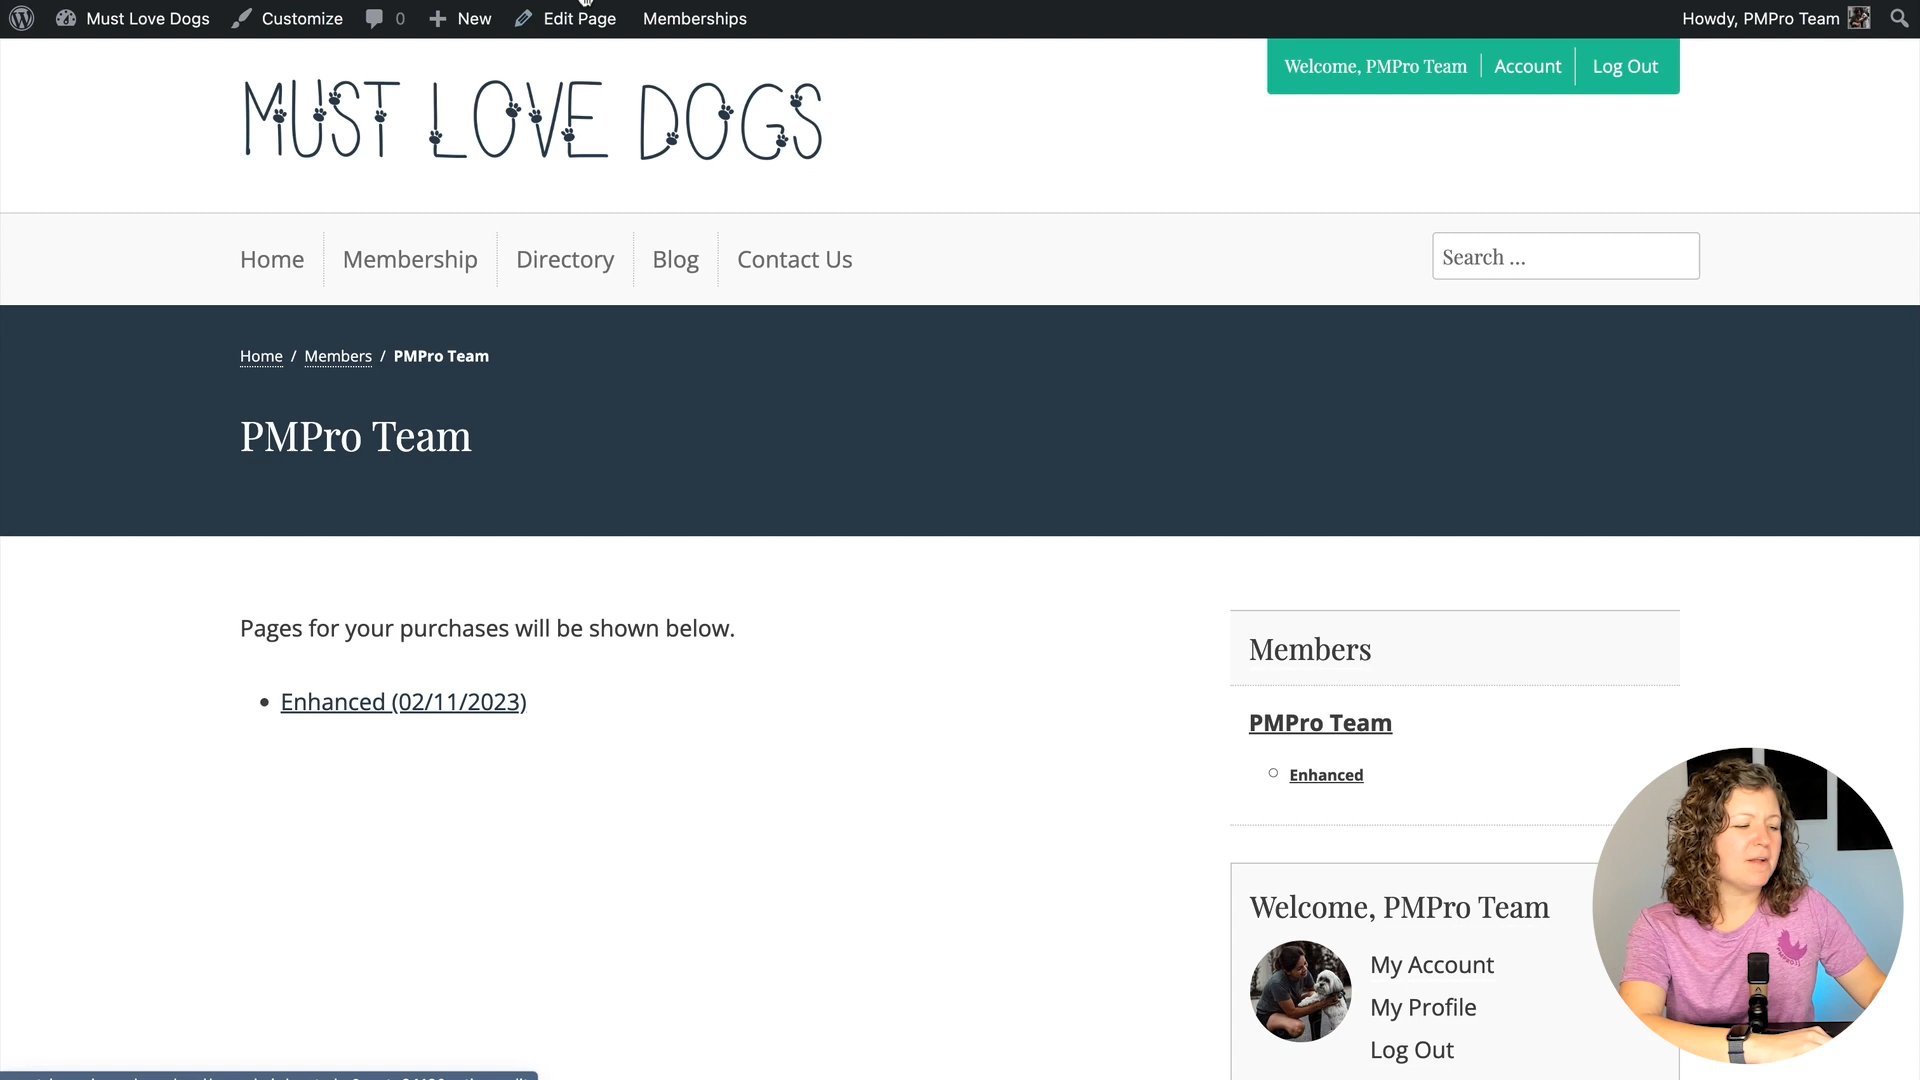 Must Love Dogs Customize 0 New Edit Page Memberships Howdy, PMPro Team
Welcome, PMPro Team Account Log Out
MUST LOVE DOGS
Home Membership Directory Blog Contact Us Search ...
Home / Members / PMPro Team
PMPro Team
Pages for your purchases will be shown below.
• Enhanced (02/11/2023)
Members
PMPro Team
Enhanced
Welcome, PMPro Team
My Account
My Profile
Log Out